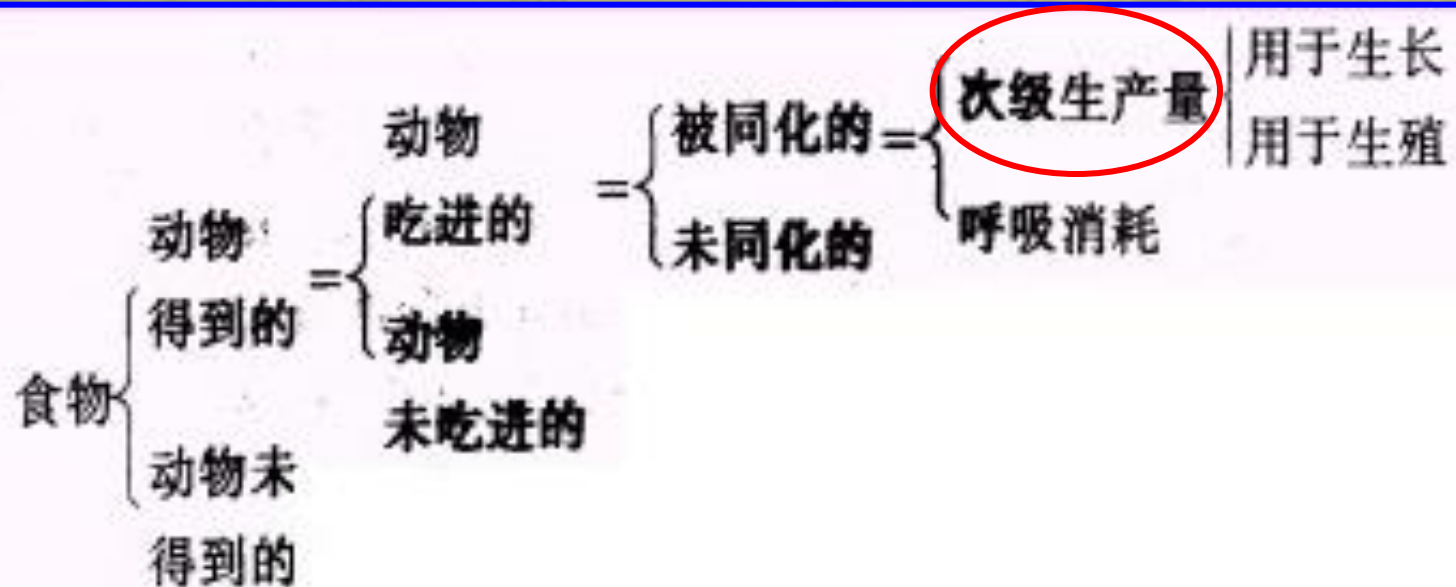 食物
动物
得到的
动物未
得到的
=
动物
吃进的
动物
未吃进的
=
被同化的
未同化的
=
次级生产量
呼吸消耗
用于生长
用于生殖